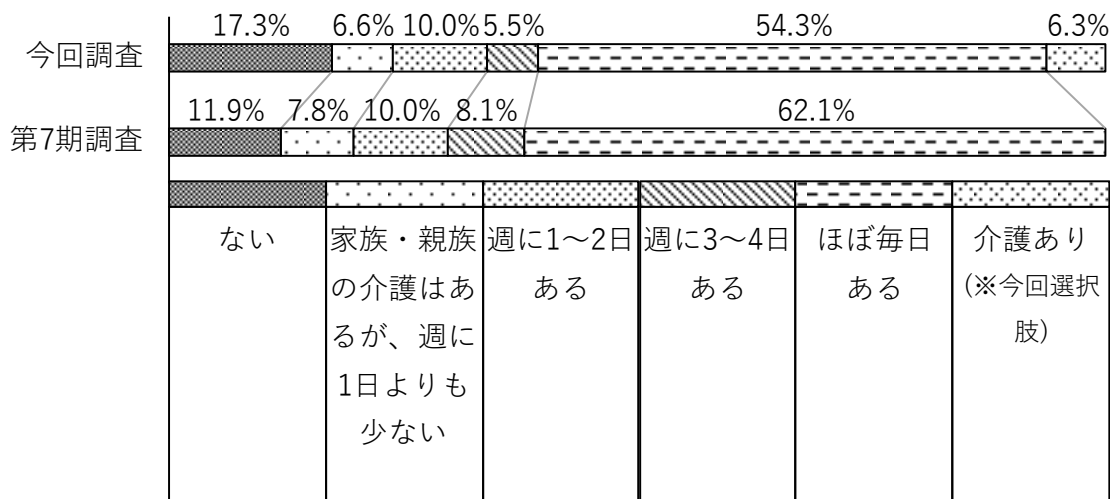 17.3% 6.6% 10.0% 5.5% 54.3% 6.3%
今回調査
11.9% 7.8% 10.0% 8.1% 62.1%
第7期調査
ない
家族・親族
の介護はあ
るが、週に
1日よりも
少ない
週に1～2日
ある
週に3～4日
ある
ほぼ毎日
ある
介護あり
(※今回選択
肢)